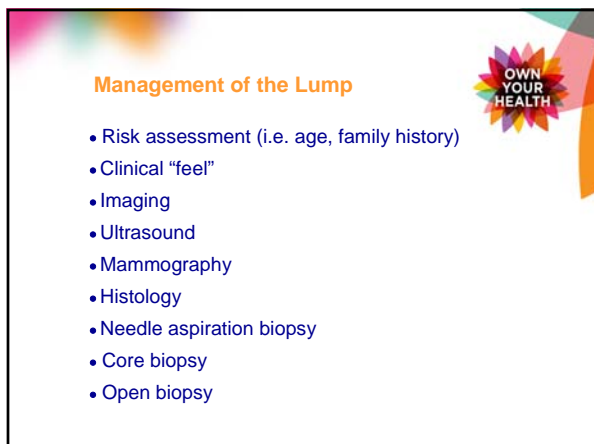 OWN
YOUR
HEALTH
Management of the Lump
• Risk assessment (i.e. age, family history)
• Clinical “feel”
• Imaging
• Ultrasound
• Mammography
• Histology
• Needle aspiration biopsy
• Core biopsy
• Open biopsy